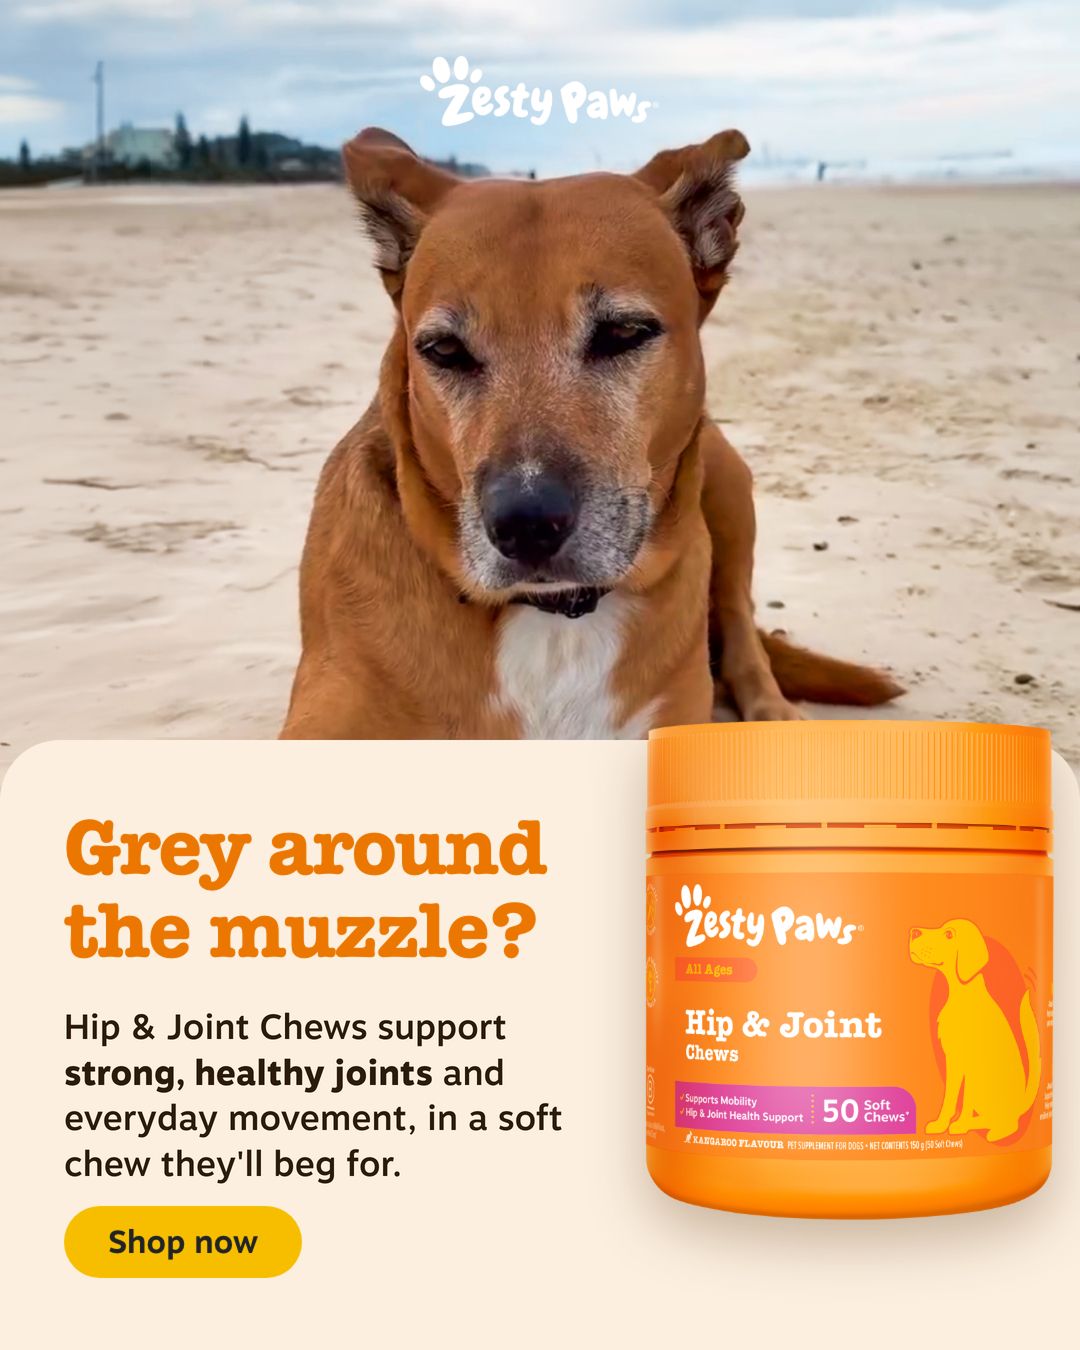 Zesty Paws
Grey around
the muzzle?
Hip & Joint Chews support
strong, healthy joints and
everyday movement, in a soft
chew they'll beg for.
Shop now
Zesty Paws
All Ages
Hip & Joint
Chews
✓ Supports Mobility
✓ Hip & Joint Health Support
50 Soft
Chews*
KANGAROO FLAVOUR PET SUPPLEMENT FOR DOGS • NET CONTENTS 150 g (50 Soft Chews)